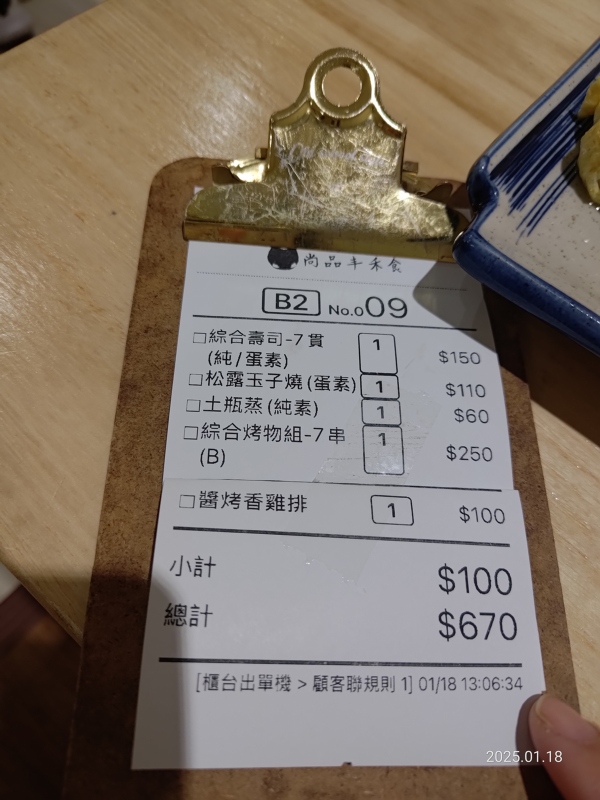 尚品丰禾食
B2 No.009
□綜合壽司-7貫 1 $150
(純/蛋素)
□松露玉子燒(蛋素) 1 $110
□土瓶蒸(純素) 1 $60
□綜合烤物組-7串 1 $250
(B)
□醬烤香雞排 1 $100
小計 $100
總計 $670
[櫃台出單機 > 顧客聯規則 1] 01/18 13:06:34
2025.01.18